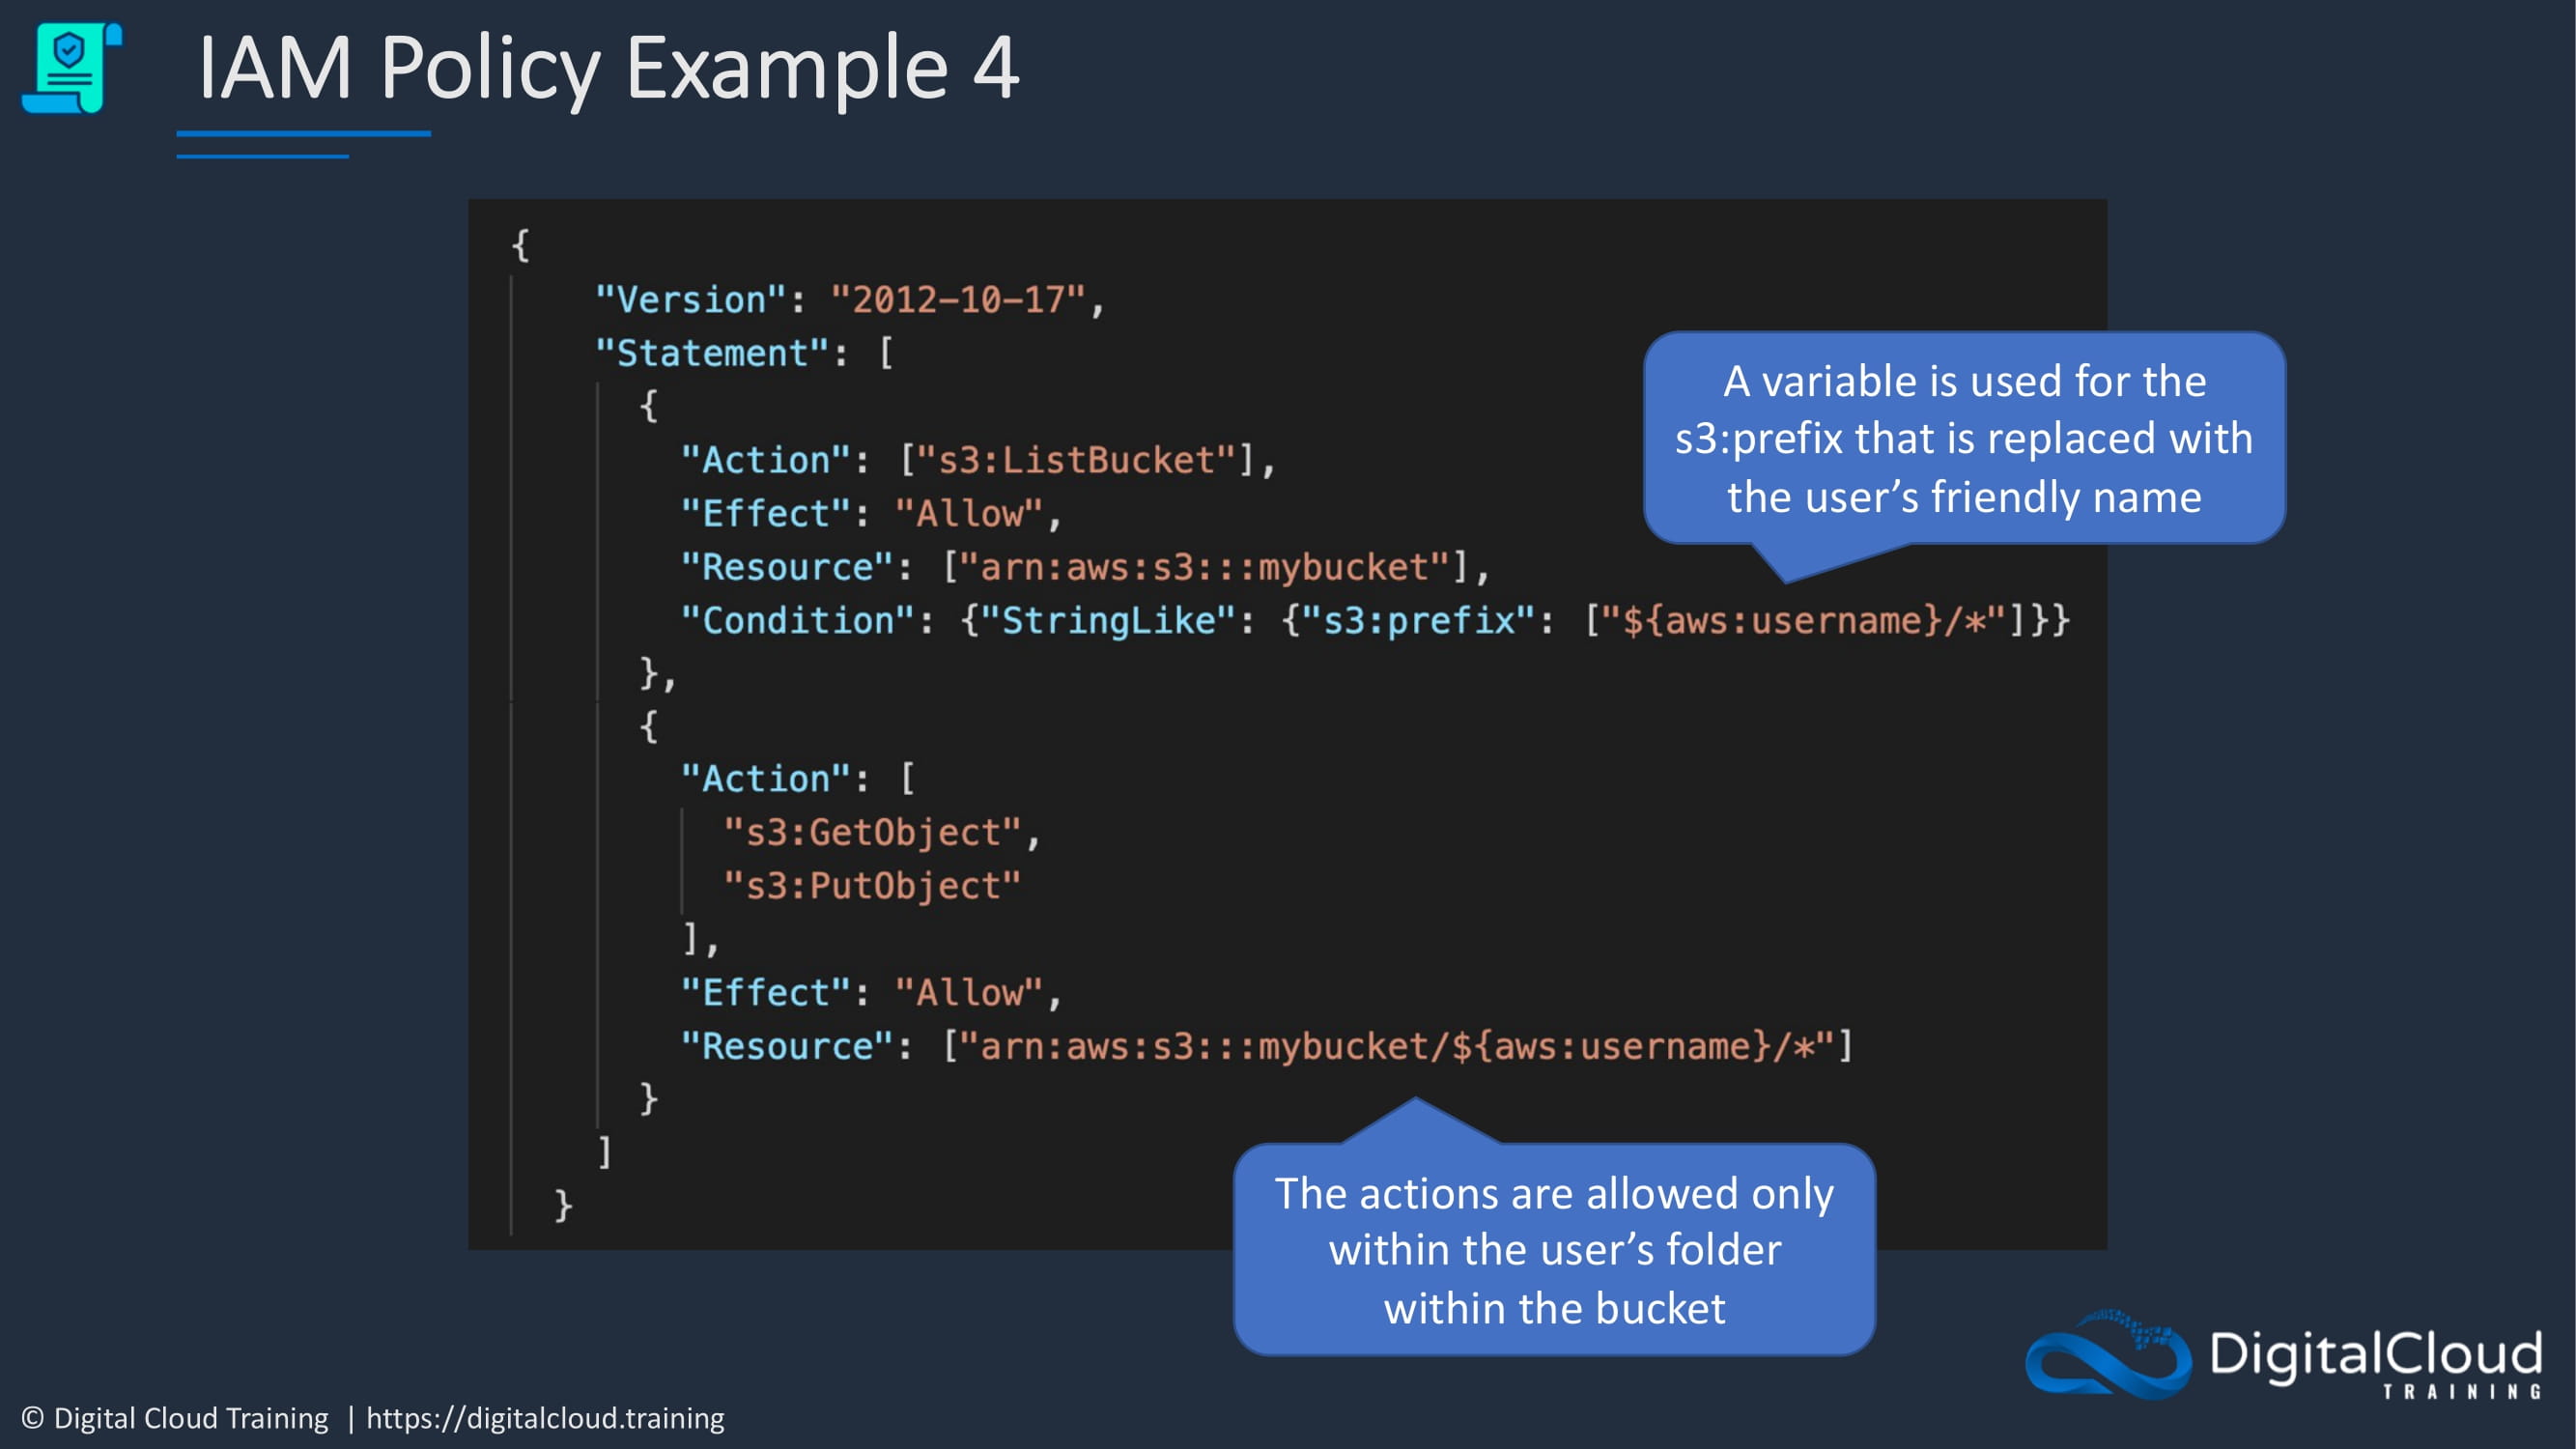 IAM Policy Example 4
{
"Version": "2012-10-17",
"Statement": [
{
"Action": ["s3:ListBucket"],
"Effect": "Allow",
"Resource": ["arn:aws:s3:::mybucket"],
"Condition": {"StringLike": {"s3:prefix": ["${aws:username}/*"]}}
},
{
"Action": [
"s3:GetObject",
"s3:PutObject"
],
"Effect": "Allow",
"Resource": ["arn:aws:s3:::mybucket/${aws:username}/*"]
}
]
}
A variable is used for the
s3:prefix that is replaced with
the user’s friendly name
The actions are allowed only
within the user’s folder
within the bucket
DigitalCloud
TRAINING
© Digital Cloud Training | https://digitalcloud.training